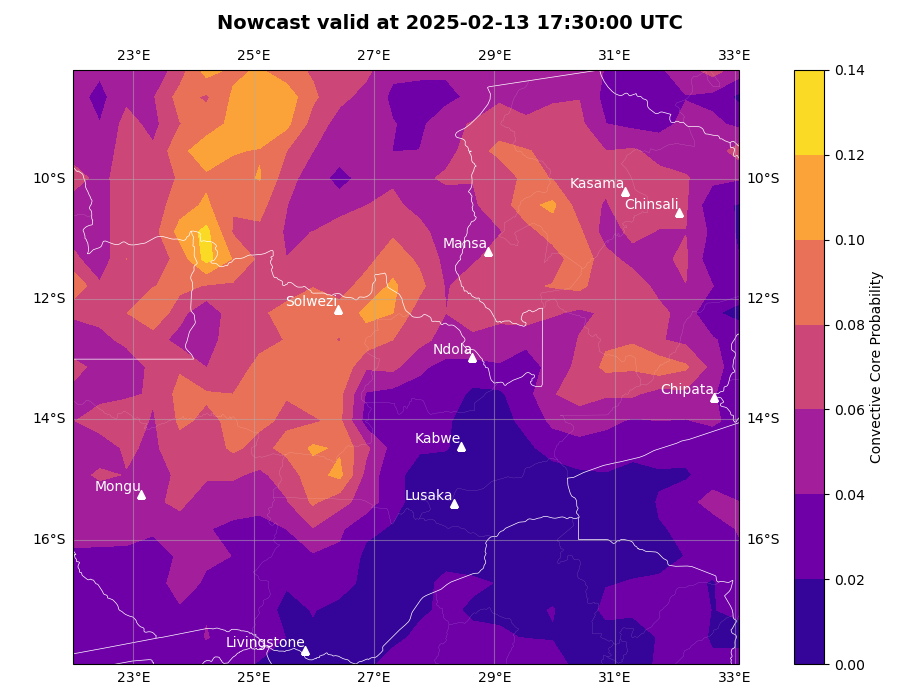 Nowcast valid at 2025-02-13 17:30:00 UTC
23°E 25°E 27°E 29°E 31°E 33°E
0.14
0.12
10°S Kasama 10°S
Chinsali
0.10
Mansa
12°S Solwezi 12°S
0.08
Ndola
Chipata
14°S 14°S
0.06
Kabwe
Mongu Lusaka
0.04
16°S 16°S
0.02
Livingstone
0.00
23°E 25°E 27°E 29°E 31°E 33°E
Convective Core Probability